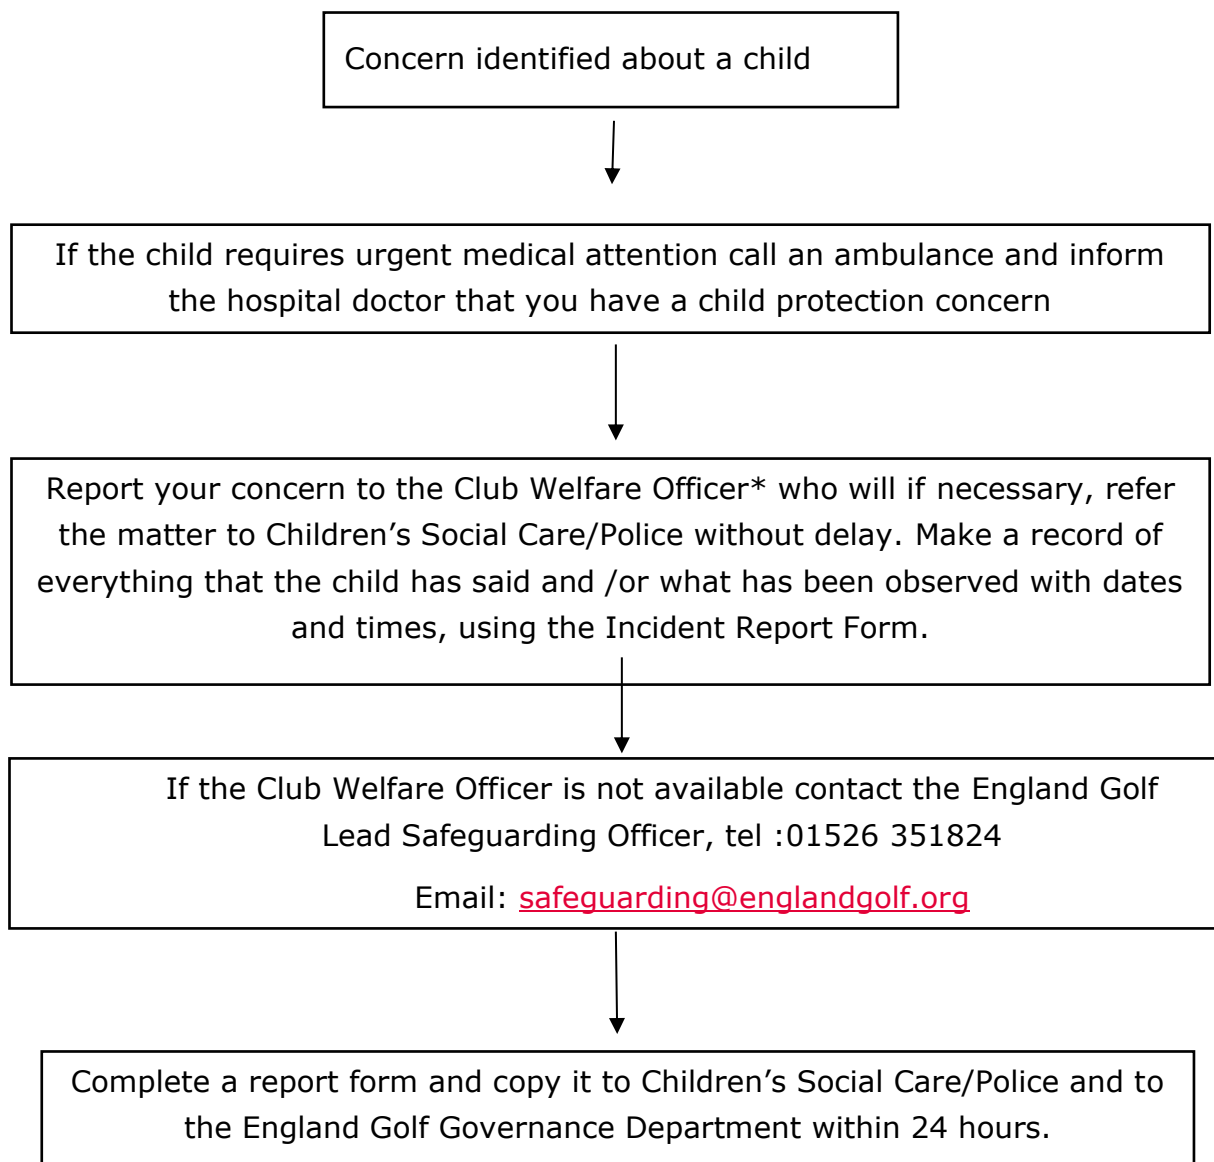 Concern identified about a child
If the child requires urgent medical attention call an ambulance and inform
the hospital doctor that you have a child protection concern
Report your concern to the Club Welfare Officer* who will if necessary, refer
the matter to Children’s Social Care/Police without delay. Make a record of
everything that the child has said and /or what has been observed with dates
and times, using the Incident Report Form.
If the Club Welfare Officer is not available contact the England Golf
Lead Safeguarding Officer, tel :01526 351824
Email: safeguarding@englandgolf.org
Complete a report form and copy it to Children’s Social Care/Police and to
the England Golf Governance Department within 24 hours.